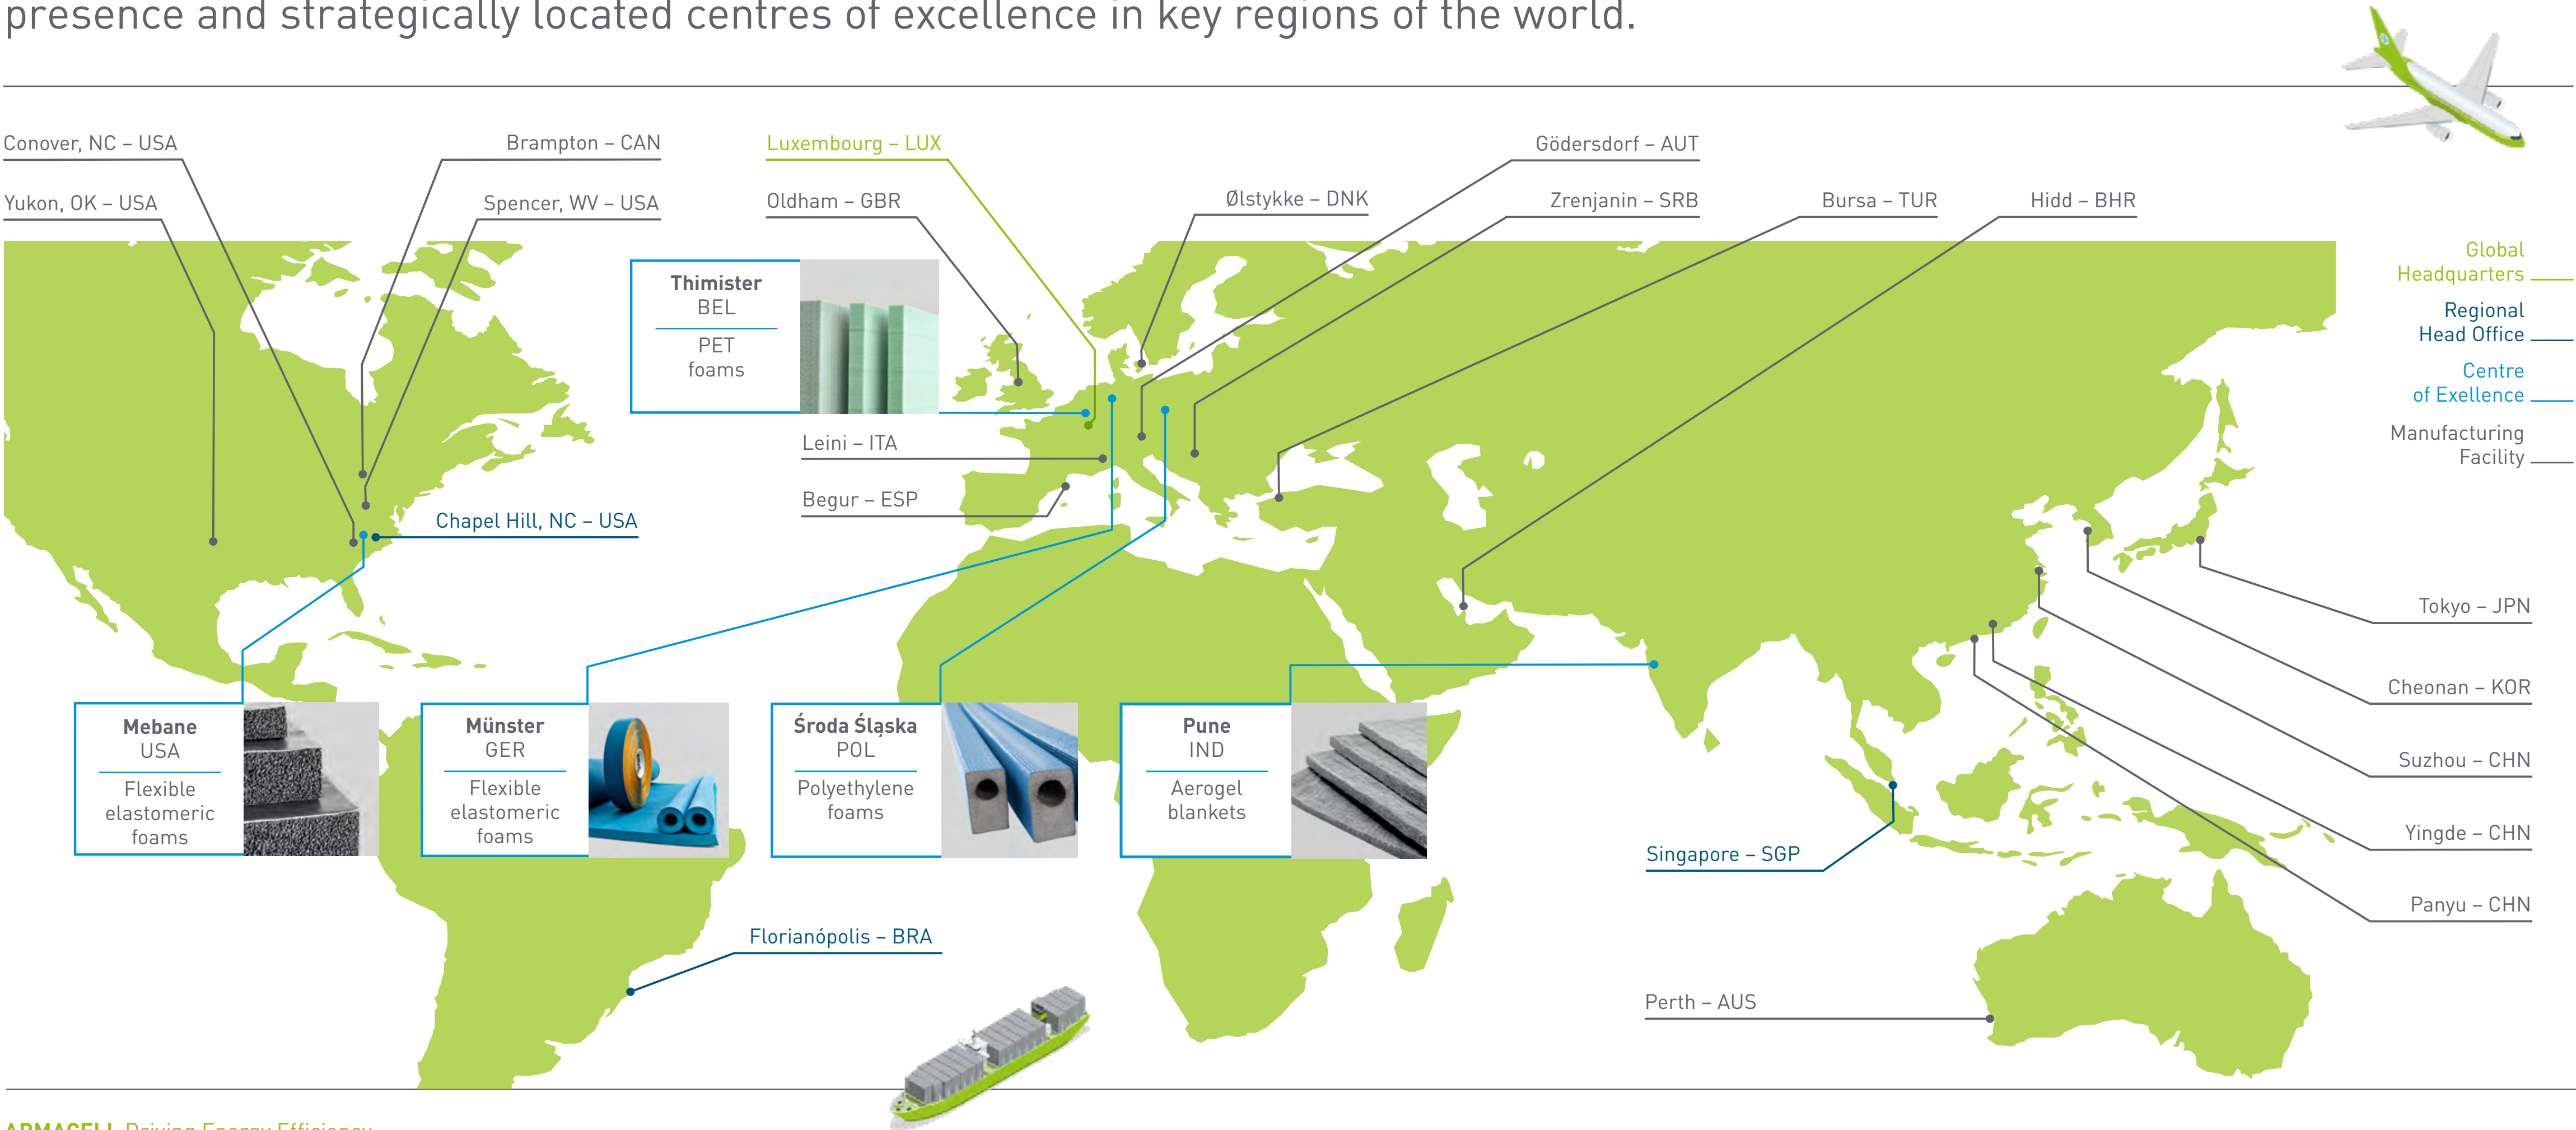 presence and strategically located centres of excellence in key regions of the world.
Conover, NC – USA
Brampton – CAN
Luxembourg – LUX
Gödersdorf – AUT
Yukon, OK – USA
Spencer, WV – USA
Oldham – GBR
Ølstykke – DNK
Zrenjanin – SRB
Bursa – TUR
Hidd – BHR
Global
Headquarters
Regional
Head Office
Centre
of Exellence
Manufacturing
Facility
Thimister
BEL
PET
foams
Leini – ITA
Begur – ESP
Chapel Hill, NC – USA
Tokyo – JPN
Cheonan – KOR
Suzhou – CHN
Yingde – CHN
Panyu – CHN
Mebane
USA
Flexible
elastomeric
foams
Münster
GER
Flexible
elastomeric
foams
Środa Śląska
POL
Polyethylene
foams
Pune
IND
Aerogel
blankets
Singapore – SGP
Florianópolis – BRA
Perth – AUS
ARMACELL Driving Energy Efficiency